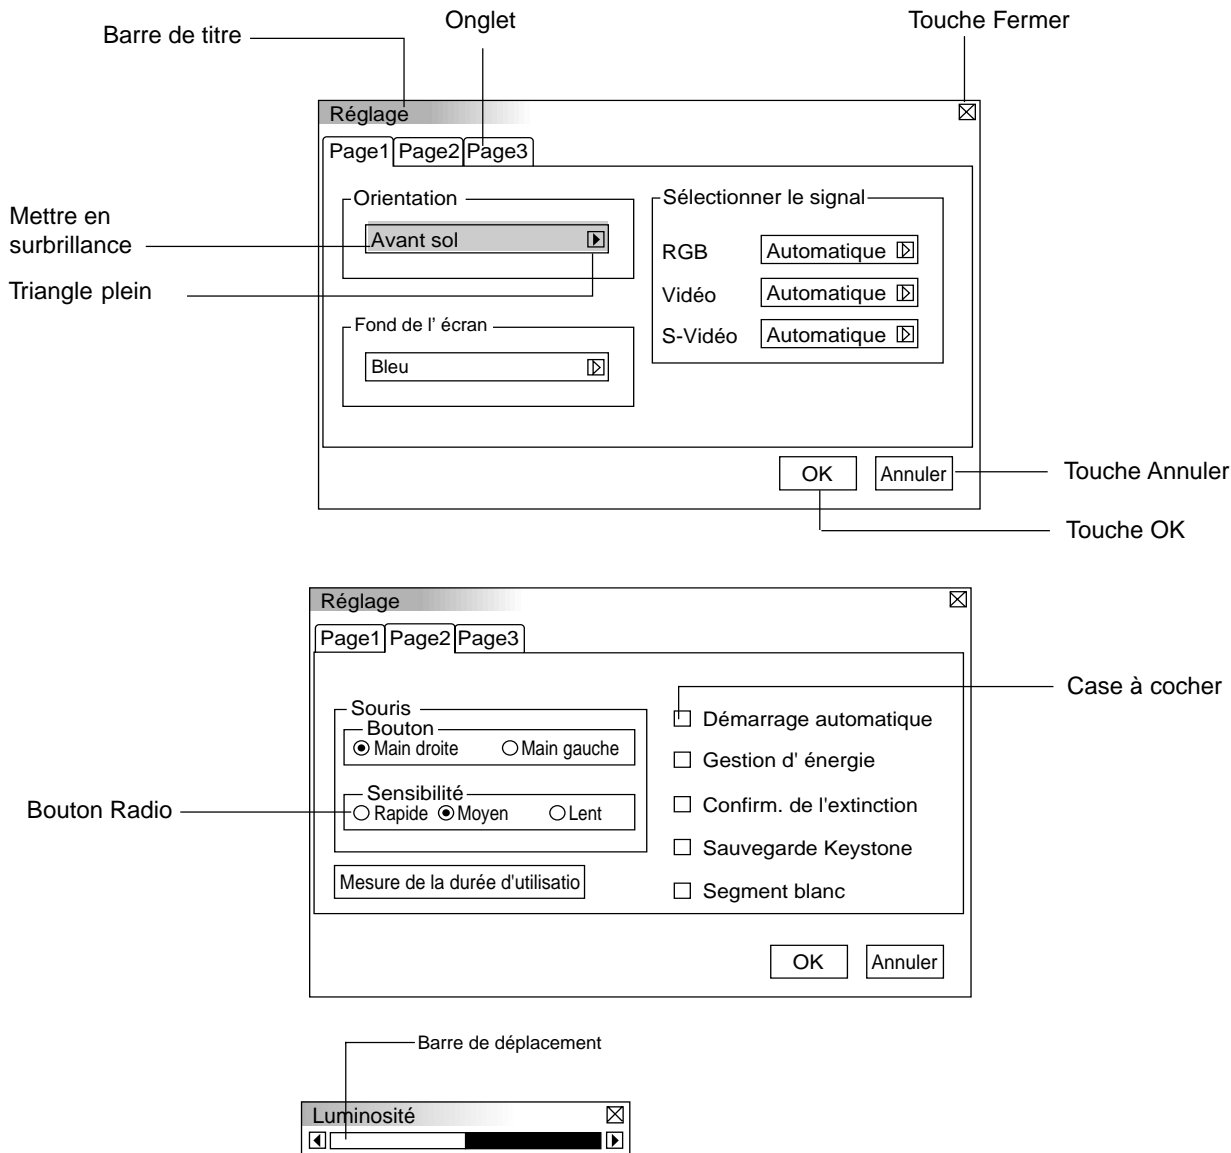 Onglet
Touche Fermer
Barre de titre
Réglage
Page1 Page2 Page3
Orientation
Sélectionner le signal
Mettre en
surbrillance
Avant sol
RGB Automatique
Triangle plein
Vidéo Automatique
Fond de l' écran
S-Vidéo Automatique
Bleu
OK Annuler
Touche Annuler
Touche OK
Réglage
Page1 Page2 Page3
Case à cocher
Souris
Bouton
Main droite Main gauche
Démarrage automatique
Gestion d' énergie
Sensibilité
Rapide Moyen Lent
Bouton Radio
Confirm. de l'extinction
Sauvegarde Keystone
Mesure de la durée d'utilisatio
Segment blanc
OK Annuler
Barre de déplacement
Luminosité